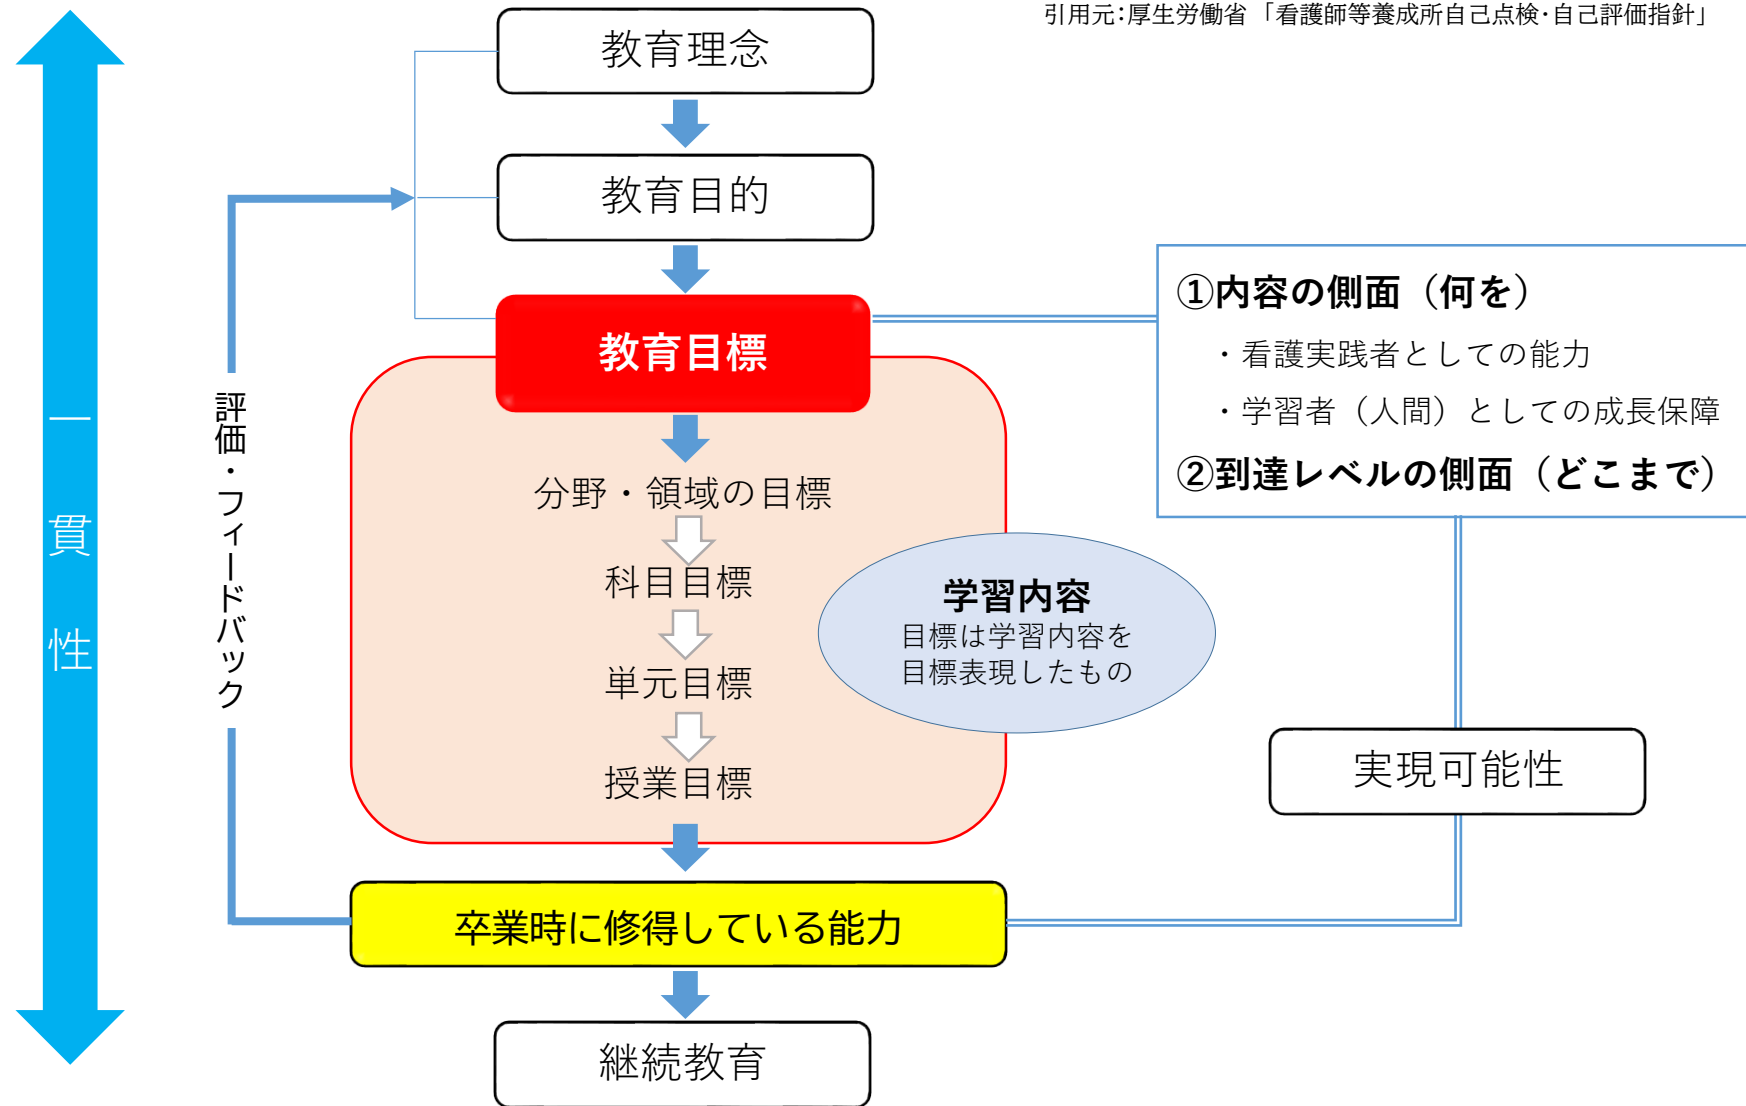 引用元:厚生労働省 「看護師等養成所自己点検・自己評価指針」
教育理念
教育目的
教育目標
①内容の側面（何を）
・看護実践者としての能力
・学習者（人間）としての成長保障
②到達レベルの側面（どこまで）
一貫性
評価・フィードバック
分野・領域の目標
科目目標
単元目標
授業目標
学習内容
目標は学習内容を
目標表現したもの
実現可能性
卒業時に修得している能力
継続教育